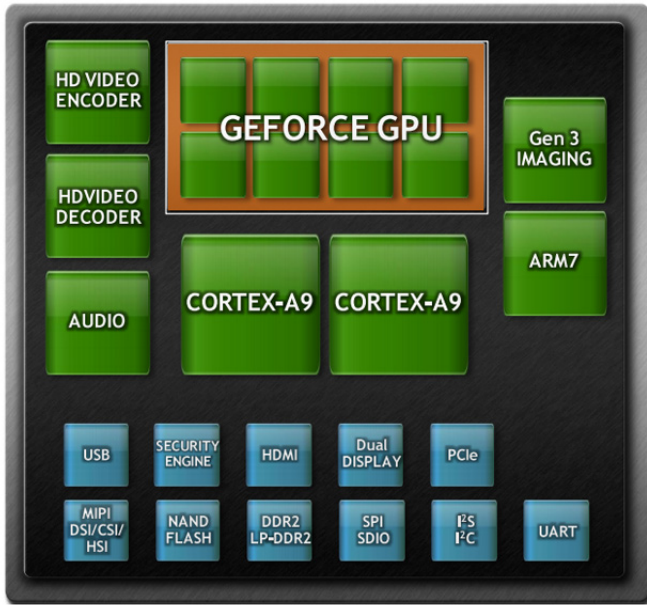 HD VIDEO
ENCODER
GEFORCE GPU
Gen 3
IMAGING
HDVIDEO
DECODER
ARM7
CORTEX-A9
CORTEX-A9
AUDIO
USB
SECURITY
ENGINE
HDMI
Dual
DISPLAY
PCIe
MIPI
DSI/CSI/
HSI
NAND
FLASH
DDR2
LP-DDR2
SPI
SDIO
I²S
I²C
UART